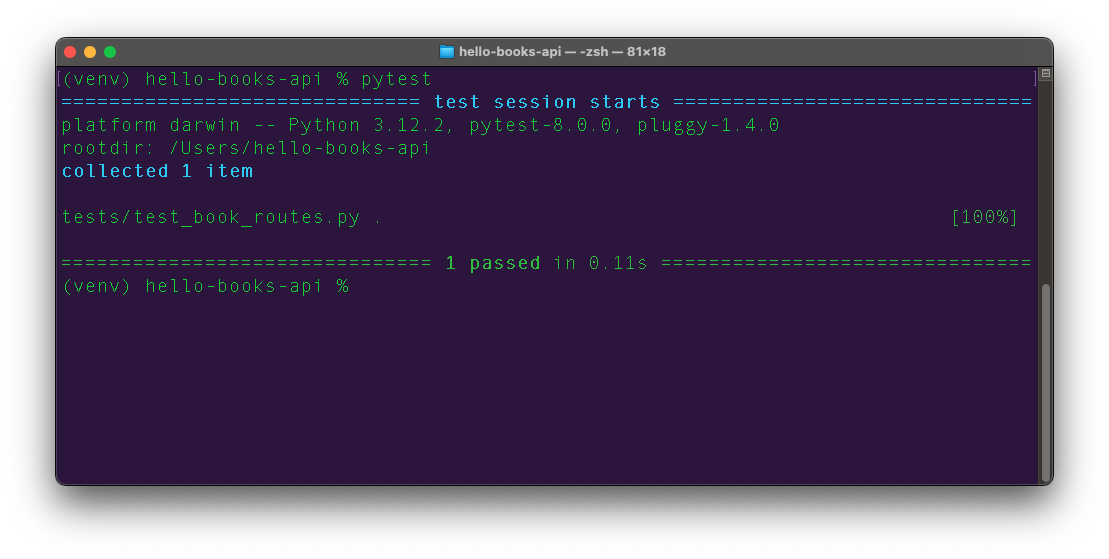 hello-books-api — -zsh — 81×18
[(venv) hello-books-api % pytest ]
============================== test session starts ==============================
platform darwin -- Python 3.12.2, pytest-8.0.0, pluggy-1.4.0
rootdir: /Users/hello-books-api
collected 1 item
tests/test_book_routes.py . [100%]
=============================== 1 passed in 0.11s ===============================
(venv) hello-books-api %